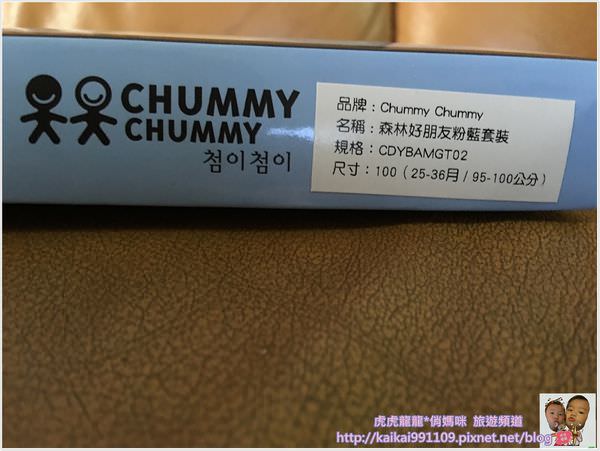 CHUMMY
CHUMMY
첨이첨이
品牌：Chummy Chummy
名稱：森林好朋友粉藍套裝
規格：CDYBAMGT02
尺寸：100（25-36月 / 95-100公分）
虎虎龍龍*俏媽咪 旅遊頻道
http://kaikai991109.pixnet.net/blog